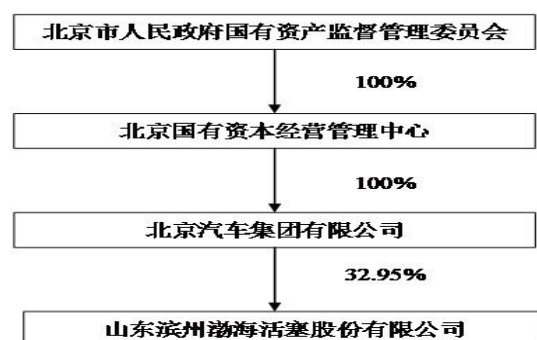 北京市人民政府国有资产监督管理委员会
100%
北京国有资本经营管理中心
100%
北京汽车集团有限公司
32.95%
山东滨州渤海活塞股份有限公司